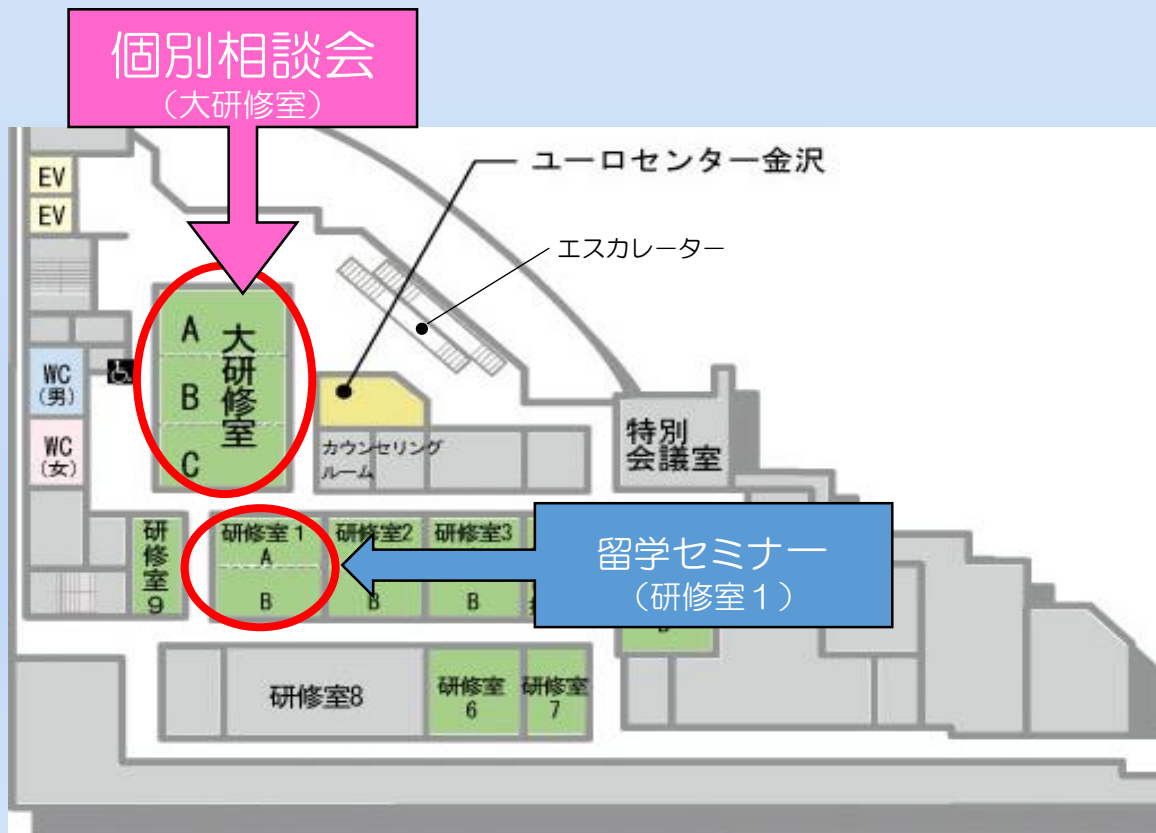 個別相談会
(大研修室)
ユーロセンター金沢
エスカレーター
EV
EV
A
B
C
大研修室
WC
(男)
WC
(女)
カウンセリング
ルーム
特別
会議室
研修室9
研修室1
A
B
研修室2
B
研修室3
B
留学セミナー
(研修室1)
研修室8
研修室
6
研修室
7